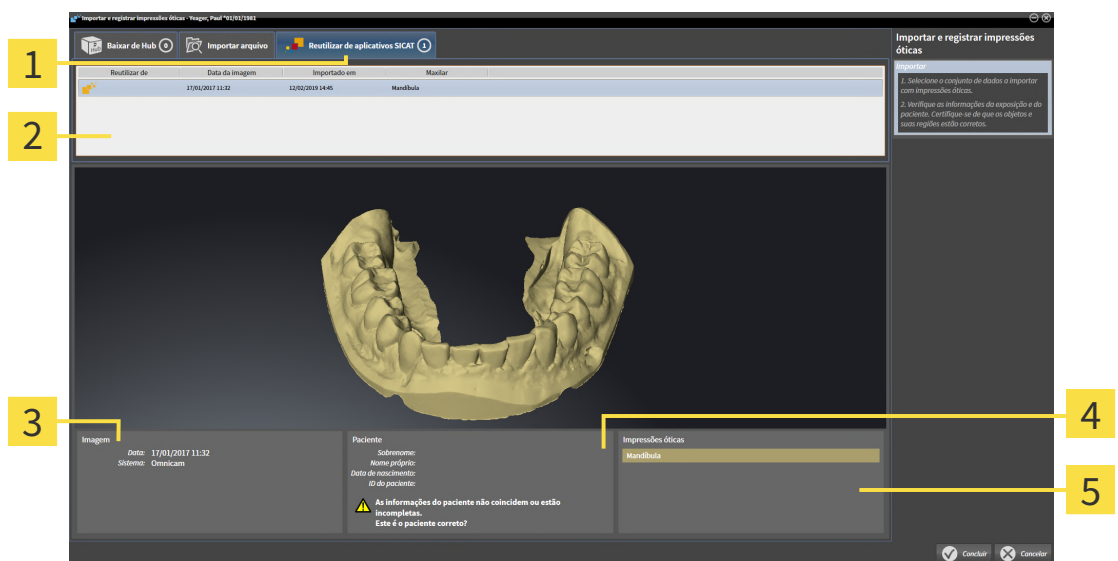 Importar e registrar impressões óticas - Yeager, Paul *01/01/1981
1
Baixar de Hub 0
Importar arquivo
Reutilizar de aplicativos SICAT 1
Importar e registrar impressões
óticas
Importar
1. Selecione o conjunto de dados a importar
com impressões óticas.
2. Verifique as informações da exposição e do
paciente. Certifique-se de que os objetos e
suas regiões estão corretos.
Reutilizar de Data da imagem Importado em Maxilar
17/01/2017 11:32 12/02/2019 14:45 Mandíbula
2
3
4
5
Imagem
Data: 17/01/2017 11:32
Sistema: Omnicam
Paciente
Sobrenome:
Nome próprio:
Data de nascimento:
ID do paciente:
As informações do paciente não coincidem ou estão
incompletas.
Este é o paciente correto?
Impressões óticas
Mandíbula
Concluir Cancelar